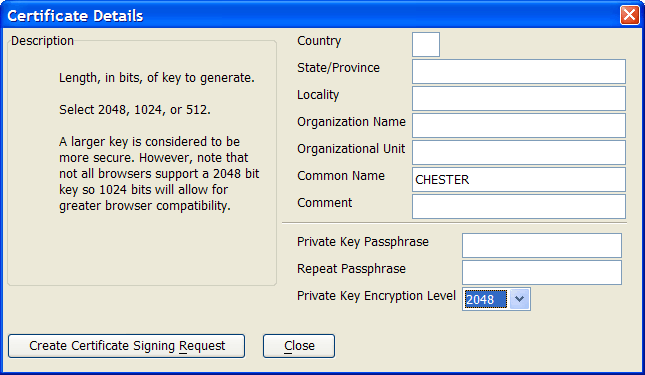 Certificate Details
Description
Length, in bits, of key to generate.
Select 2048, 1024, or 512.
A larger key is considered to be
more secure. However, note that
not all browsers support a 2048 bit
key so 1024 bits will allow for
greater browser compatibility.
Country
State/Province
Locality
Organization Name
Organizational Unit
Common Name CHESTER
Comment
Private Key Passphrase
Repeat Passphrase
Private Key Encryption Level 2048
Create Certificate Signing Request Close